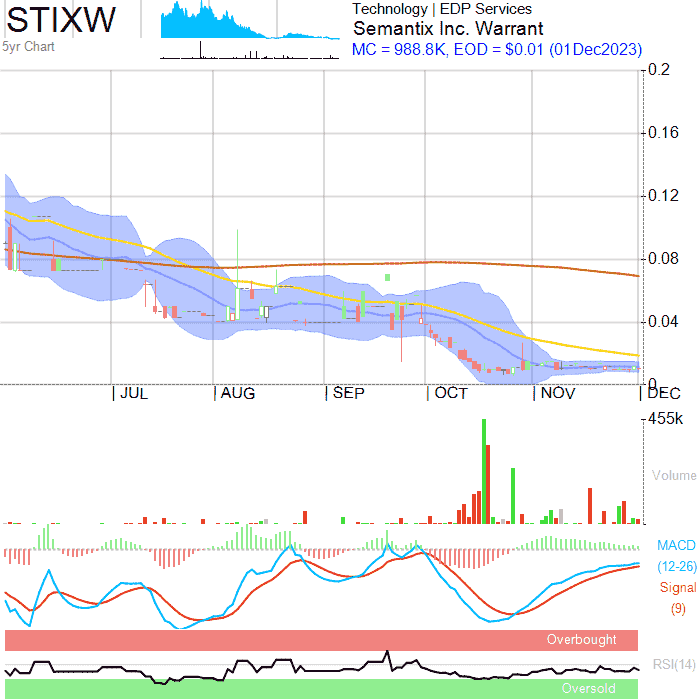 STIXW
5yr Chart
Technology | EDP Services
Semantix Inc. Warrant
MC = 988.8K, EOD = $0.01 (01Dec2023)
0.2
0.16
0.12
0.08
0.04
0
JUL AUG SEP OCT NOV DEC
455k
Volume
MACD
(12-26)
Signal
(9)
Overbought
RSI(14)
Oversold